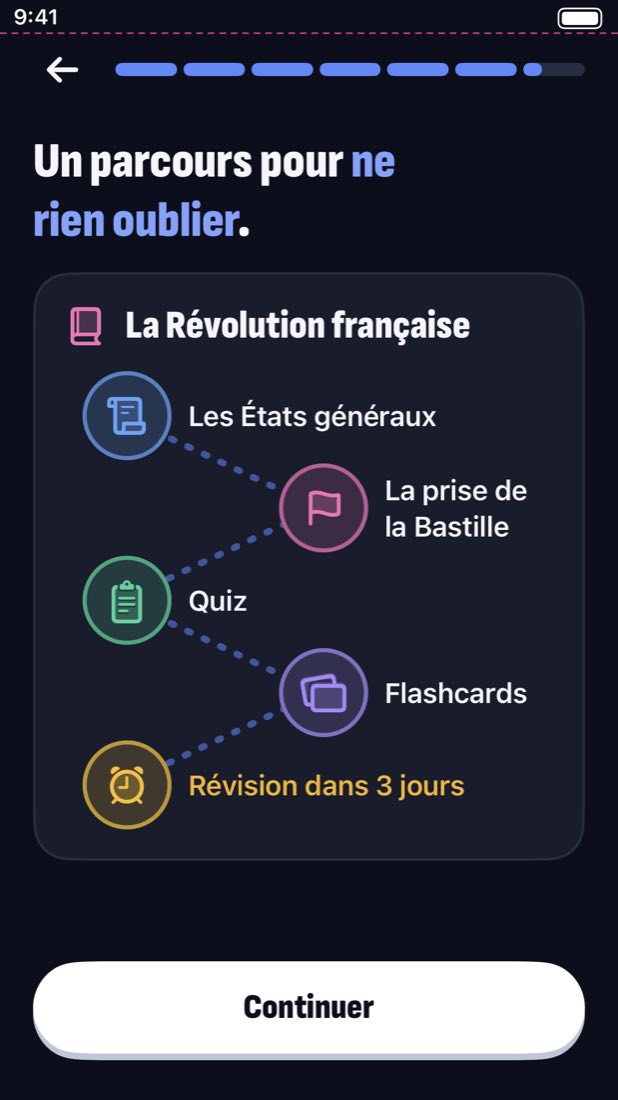 9:41
Un parcours pour ne
rien oublier.
La Révolution française
Les États généraux
La prise de
la Bastille
Quiz
Flashcards
Révision dans 3 jours
Continuer